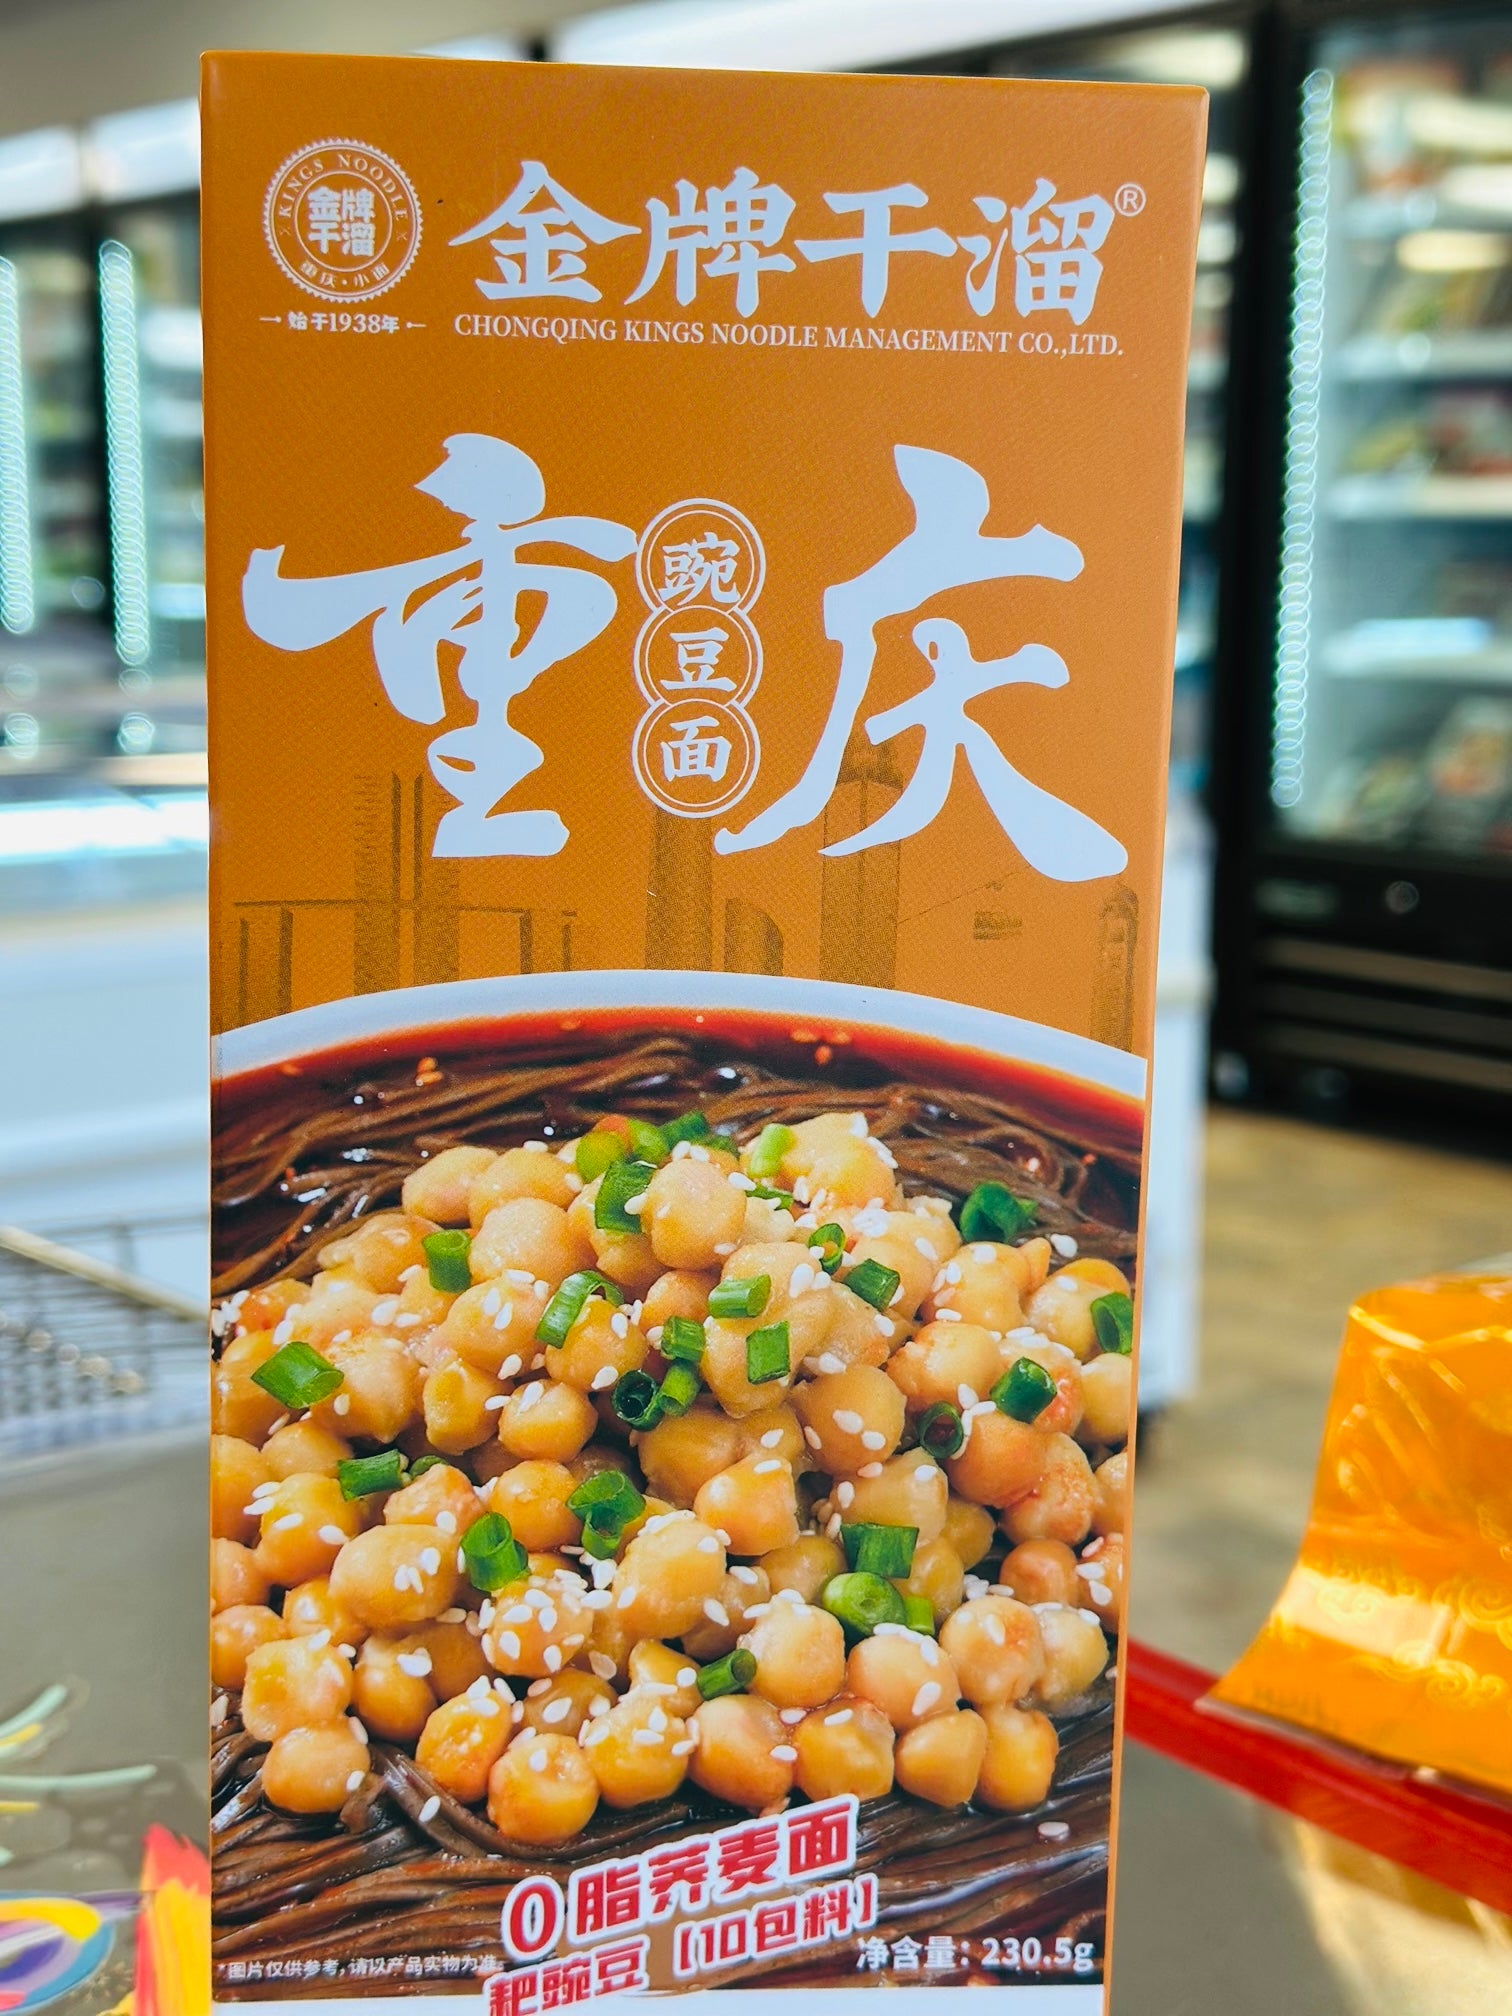 KINGS NOODLE
金牌
干溜
重庆·小面
始于1938年
金牌干溜®
CHONGQING KINGS NOODLE MANAGEMENT CO.,LTD.
重庆
豌豆面
0脂荞麦面
耙豌豆【10包料】
*图片仅供参考,请以产品实物为准。
净含量：230.5g